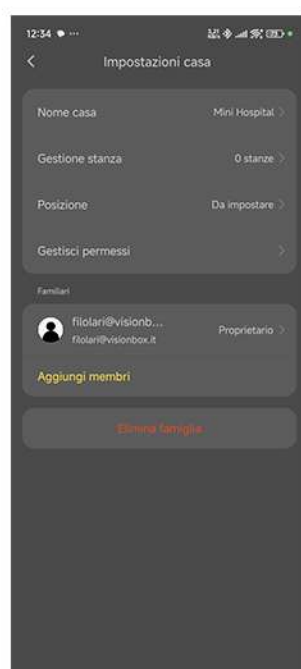 12:34
Impostazioni casa
Nome casa Mini Hospital
Gestione stanza 0 stanze
Posizione Da impostare
Gestisci permessi
Familiari
filolari@visionb...
filolari@visionbox.it
Proprietario
Aggiungi membri
Elimina famiglia